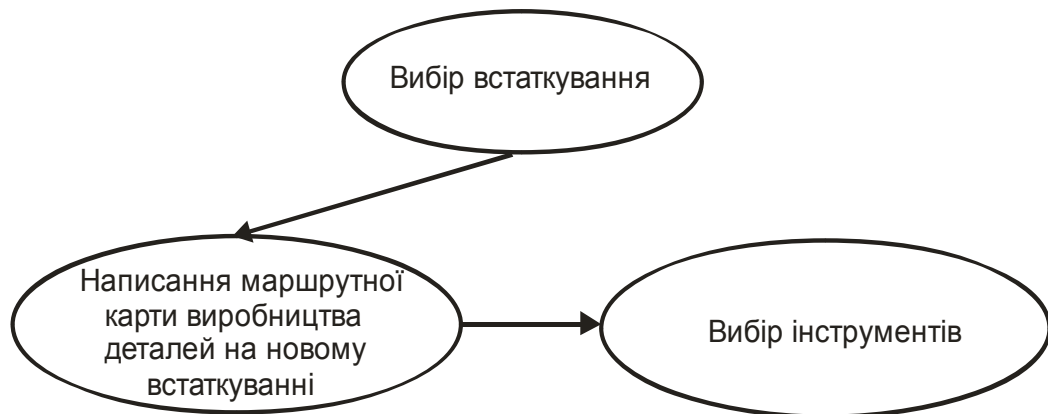 Вибір встаткування
Написання маршрутної
карти виробництва
деталей на новому
встаткуванні
Вибір інструментів